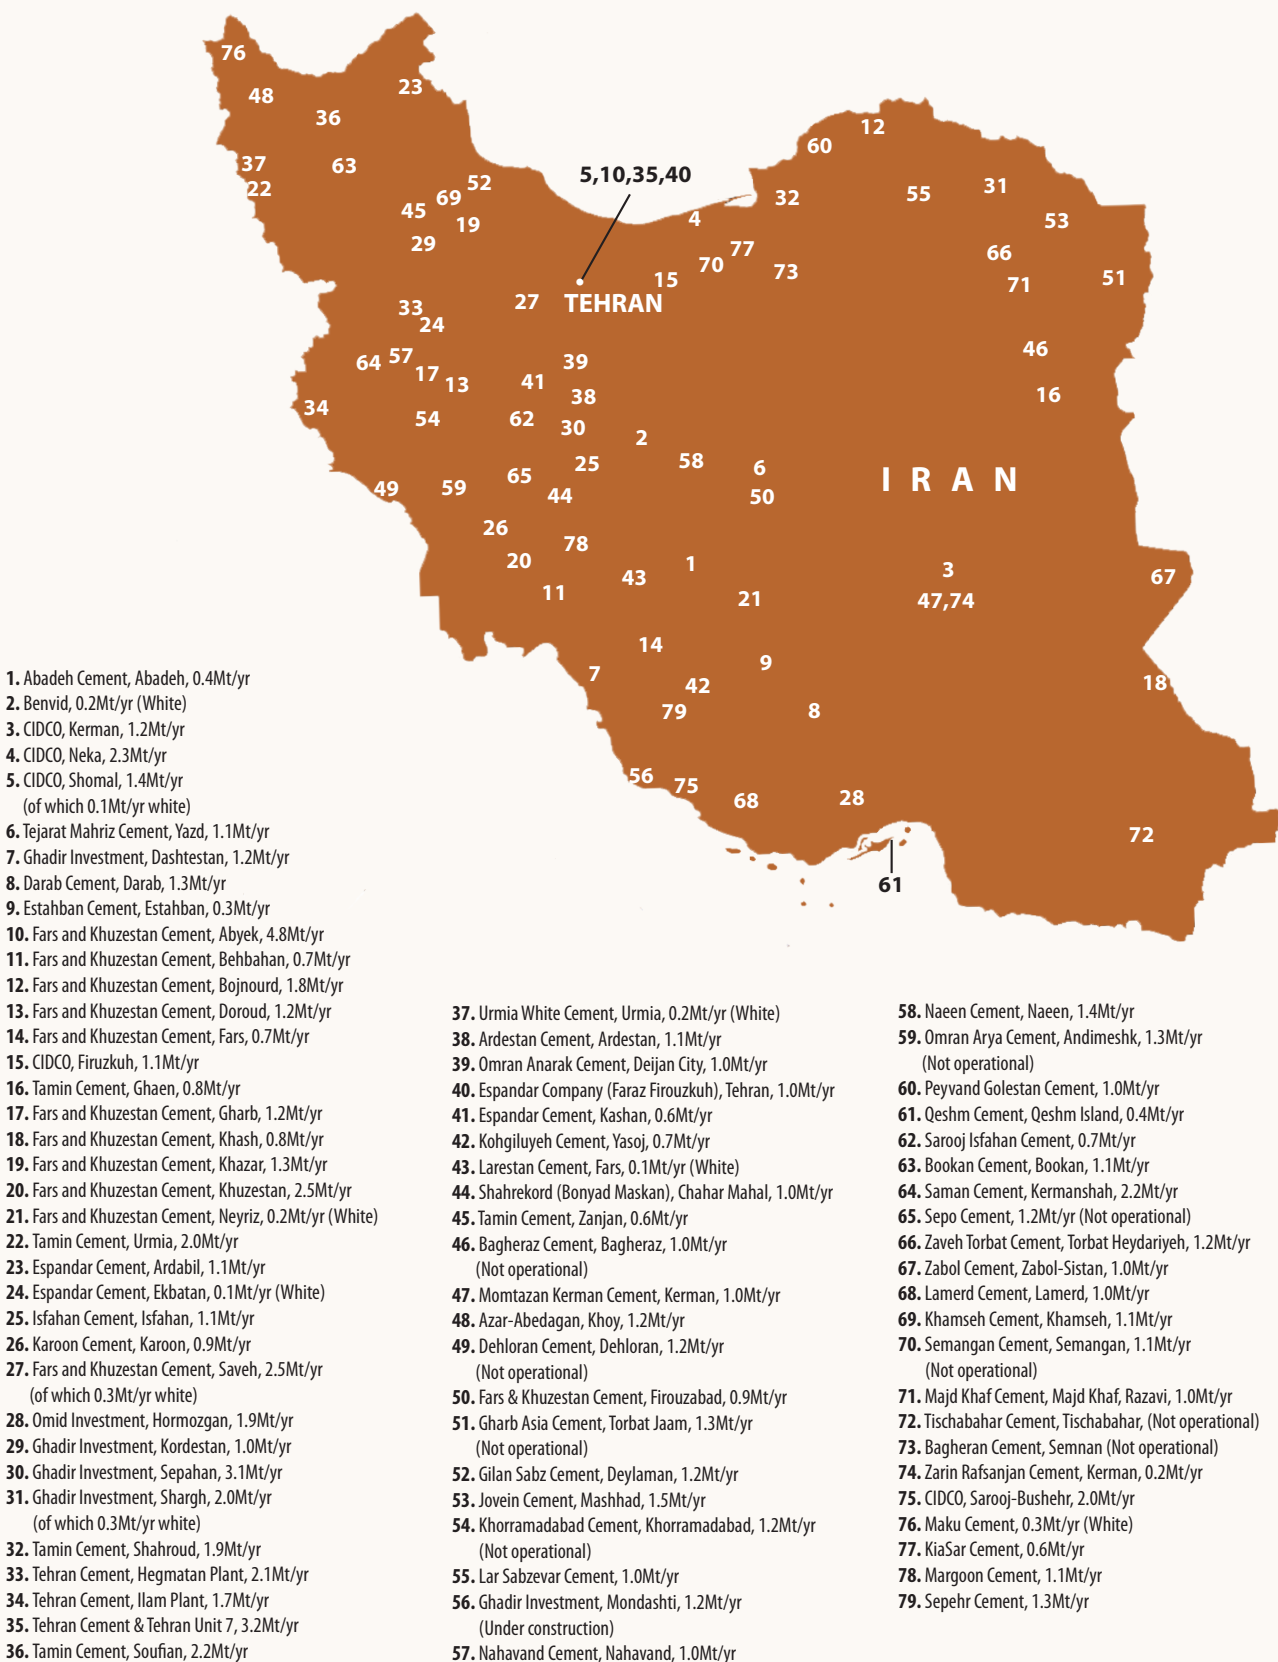 76
23
48
36
12
60
37
63
5,10,35,40
22
52
31
69
32
55
45
4
53
19
29
77
66
70
73
15
71
51
27
TEHRAN
33
24
46
57
64
39
17
13
41
16
38
34
54
62
30
2
25
58
6
I R A N
65
49
59
44
50
26
78
20
1
3
67
43
11
21
47,74
14
9
7
42
18
79
8
56
75
68
28
72
61
1. Abadeh Cement, Abadeh, 0.4Mt/yr
2. Benvid, 0.2Mt/yr (White)
3. CIDCO, Kerman, 1.2Mt/yr
4. CIDCO, Neka, 2.3Mt/yr
5. CIDCO, Shomal, 1.4Mt/yr
(of which 0.1Mt/yr white)
6. Tejarat Mahriz Cement, Yazd, 1.1Mt/yr
7. Ghadir Investment, Dashtestan, 1.2Mt/yr
8. Darab Cement, Darab, 1.3Mt/yr
9. Estahban Cement, Estahban, 0.3Mt/yr
10. Fars and Khuzestan Cement, Abyek, 4.8Mt/yr
11. Fars and Khuzestan Cement, Behbahan, 0.7Mt/yr
12. Fars and Khuzestan Cement, Bojnourd, 1.8Mt/yr
13. Fars and Khuzestan Cement, Doroud, 1.2Mt/yr
14. Fars and Khuzestan Cement, Fars, 0.7Mt/yr
15. CIDCO, Firuzkuh, 1.1Mt/yr
16. Tamin Cement, Ghaen, 0.8Mt/yr
17. Fars and Khuzestan Cement, Gharb, 1.2Mt/yr
18. Fars and Khuzestan Cement, Khash, 0.8Mt/yr
19. Fars and Khuzestan Cement, Khazar, 1.3Mt/yr
20. Fars and Khuzestan Cement, Khuzestan, 2.5Mt/yr
21. Fars and Khuzestan Cement, Neyriz, 0.2Mt/yr (White)
22. Tamin Cement, Urmia, 2.0Mt/yr
23. Espandar Cement, Ardabil, 1.1Mt/yr
24. Espandar Cement, Ekbatan, 0.1Mt/yr (White)
25. Isfahan Cement, Isfahan, 1.1Mt/yr
26. Karoon Cement, Karoon, 0.9Mt/yr
27. Fars and Khuzestan Cement, Saveh, 2.5Mt/yr
(of which 0.3Mt/yr white)
28. Omid Investment, Hormozgan, 1.9Mt/yr
29. Ghadir Investment, Kordestan, 1.0Mt/yr
30. Ghadir Investment, Sepahan, 3.1Mt/yr
31. Ghadir Investment, Shargh, 2.0Mt/yr
(of which 0.3Mt/yr white)
32. Tamin Cement, Shahroud, 1.9Mt/yr
33. Tehran Cement, Hegmatan Plant, 2.1Mt/yr
34. Tehran Cement, Ilam Plant, 1.7Mt/yr
35. Tehran Cement & Tehran Unit 7, 3.2Mt/yr
36. Tamin Cement, Soufian, 2.2Mt/yr
37. Urmia White Cement, Urmia, 0.2Mt/yr (White)
38. Ardestan Cement, Ardestan, 1.1Mt/yr
39. Omran Anarak Cement, Deijan City, 1.0Mt/yr
40. Espandar Company (Faraz Firouzkuh), Tehran, 1.0Mt/yr
41. Espandar Cement, Kashan, 0.6Mt/yr
42. Kohgiluyeh Cement, Yasoj, 0.7Mt/yr
43. Larestan Cement, Fars, 0.1Mt/yr (White)
44. Shahrekord (Bonyad Maskan), Chahar Mahal, 1.0Mt/yr
45. Tamin Cement, Zanjan, 0.6Mt/yr
46. Bagheraz Cement, Bagheraz, 1.0Mt/yr
(Not operational)
47. Momtazan Kerman Cement, Kerman, 1.0Mt/yr
48. Azar-Abedagan, Khoy, 1.2Mt/yr
49. Dehloran Cement, Dehloran, 1.2Mt/yr
(Not operational)
50. Fars & Khuzestan Cement, Firouzabad, 0.9Mt/yr
51. Gharb Asia Cement, Torbat Jaam, 1.3Mt/yr
(Not operational)
52. Gilan Sabz Cement, Deylaman, 1.2Mt/yr
53. Jovein Cement, Mashhad, 1.5Mt/yr
54. Khorramadabad Cement, Khorramadabad, 1.2Mt/yr
(Not operational)
55. Lar Sabzevar Cement, 1.0Mt/yr
56. Ghadir Investment, Mondashti, 1.2Mt/yr
(Under construction)
57. Nahavand Cement, Nahavand, 1.0Mt/yr
58. Naeen Cement, Naeen, 1.4Mt/yr
59. Omran Arya Cement, Andimeshk, 1.3Mt/yr
(Not operational)
60. Peyvand Golestan Cement, 1.0Mt/yr
61. Qeshm Cement, Qeshm Island, 0.4Mt/yr
62. Sarooj Isfahan Cement, 0.7Mt/yr
63. Bookan Cement, Bookan, 1.1Mt/yr
64. Saman Cement, Kermanshah, 2.2Mt/yr
65. Sepo Cement, 1.2Mt/yr (Not operational)
66. Zaveh Torbat Cement, Torbat Heydariyeh, 1.2Mt/yr
67. Zabol Cement, Zabol-Sistan, 1.0Mt/yr
68. Lamerd Cement, Lamerd, 1.0Mt/yr
69. Khamseh Cement, Khamseh, 1.1Mt/yr
70. Semangan Cement, Semangan, 1.1Mt/yr
(Not operational)
71. Majd Khaf Cement, Majd Khaf, Razavi, 1.0Mt/yr
72. Tischabahar Cement, Tischabahar, (Not operational)
73. Bagheran Cement, Semnan (Not operational)
74. Zarin Rafsanjan Cement, Kerman, 0.2Mt/yr
75. CIDCO, Sarooj-Bushehr, 2.0Mt/yr
76. Maku Cement, 0.3Mt/yr (White)
77. KiaSar Cement, 0.6Mt/yr
78. Margoon Cement, 1.1Mt/yr
79. Sepehr Cement, 1.3Mt/yr